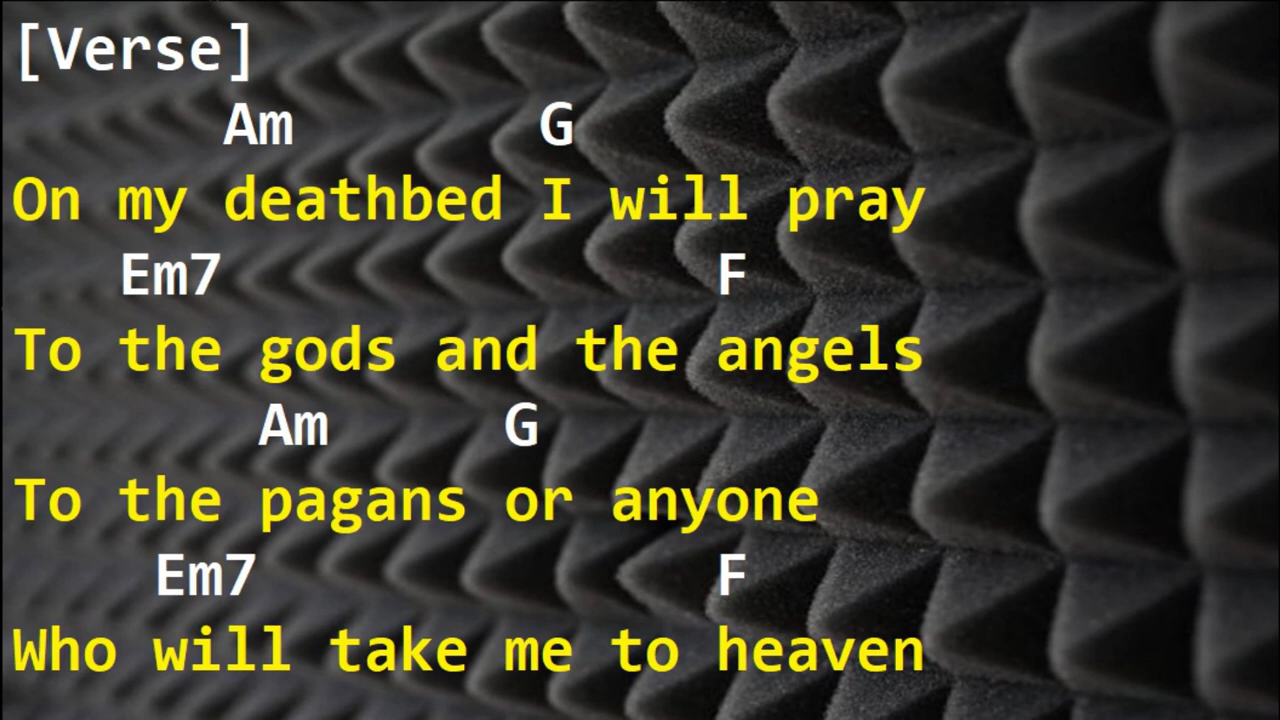 [Verse]
Am G
On my deathbed I will pray
Em7 F
To the gods and the angels
Am G
To the pagans or anyone
Em7 F
Who will take me to heaven